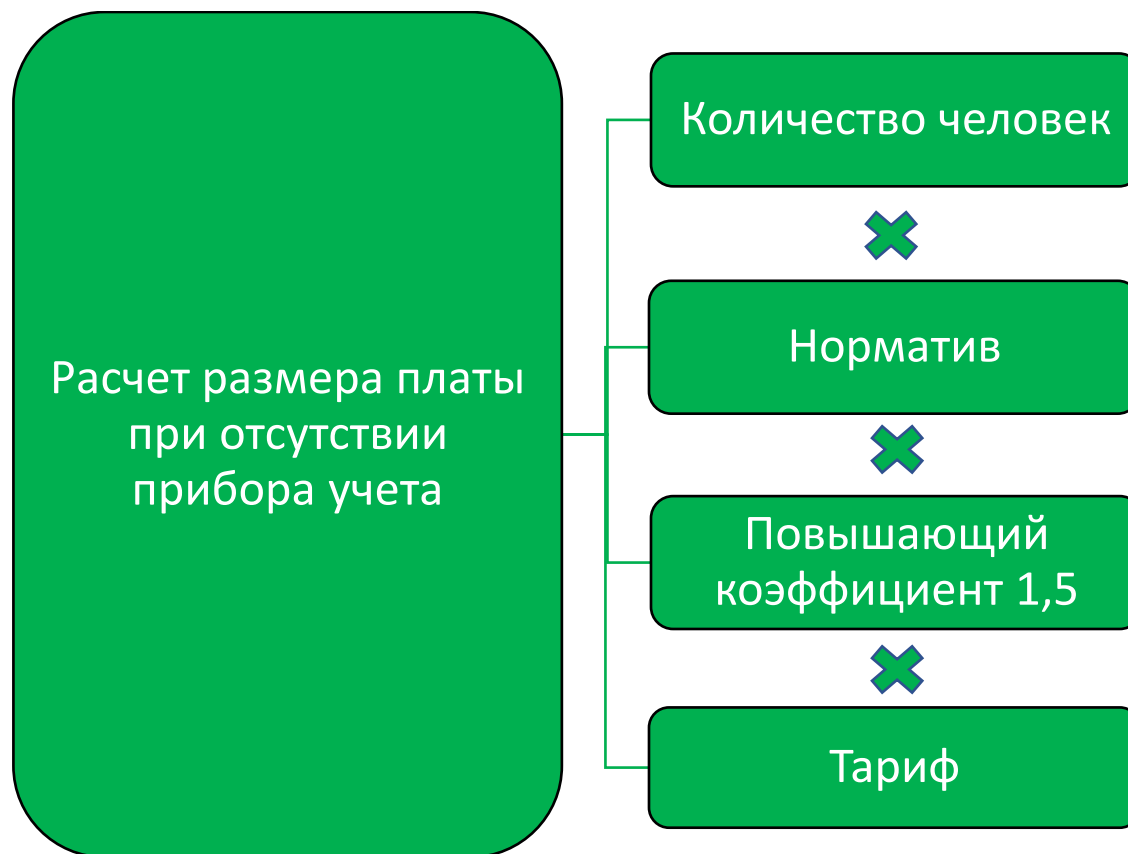 Расчет размера платы
при отсутствии
прибора учета
Количество человек
Норматив
Повышающий
коэффициент 1,5
Тариф